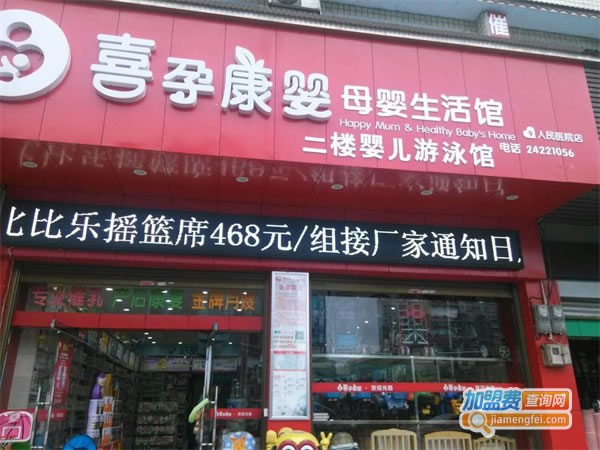 催
喜孕康婴 母婴生活馆
Happy Mum & Healthy Baby's Home
人民医院店
二楼婴儿游泳馆 电话 24221056
比乐摇篮席468元/组接厂家通知日
加盟费查询网
jiamengfei.com